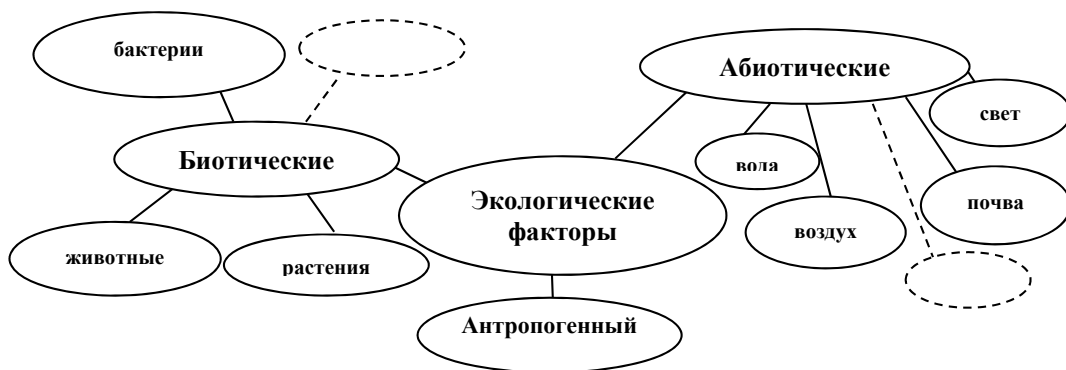 бактерии
Абиотические
свет
Биотические
вода
Экологические
факторы
почва
воздух
животные
растения
Антропогенный